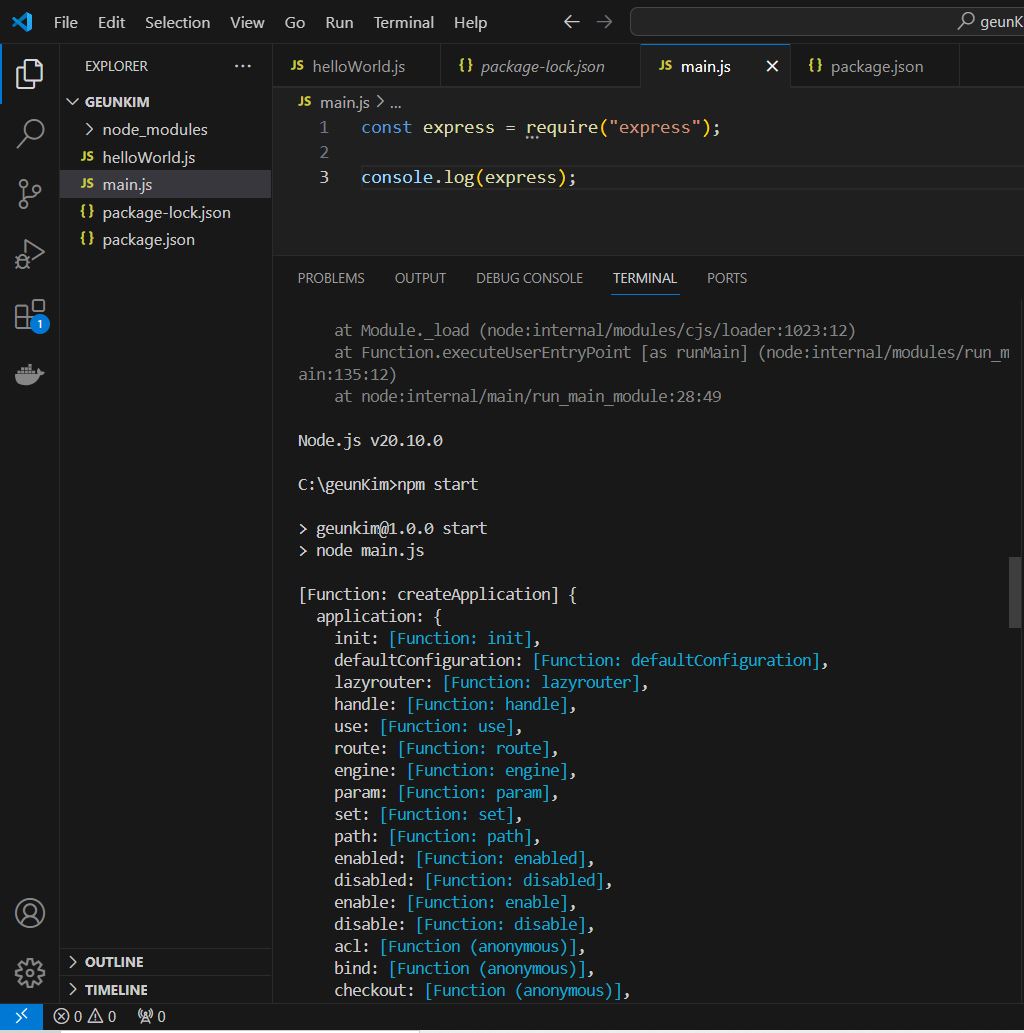 File Edit Selection View Go Run Terminal Help
geunK
EXPLORER ...
GEUNKIM
node_modules
JS helloWorld.js
JS main.js
{} package-lock.json
{} package.json
OUTLINE
TIMELINE
JS helloWorld.js {} package-lock.json JS main.js {} package.json
JS main.js > ...
1 const express = require("express");
2
3 console.log(express);
PROBLEMS OUTPUT DEBUG CONSOLE TERMINAL PORTS
at Module._load (node:internal/modules/cjs/loader:1023:12)
at Function.executeUserEntryPoint [as runMain] (node:internal/modules/run_m
ain:135:12)
at node:internal/main/run_main_module:28:49
Node.js v20.10.0
C:\geunKim>npm start
> geunkim@1.0.0 start
> node main.js
[Function: createApplication] {
application: {
init: [Function: init],
defaultConfiguration: [Function: defaultConfiguration],
lazyrouter: [Function: lazyrouter],
handle: [Function: handle],
use: [Function: use],
route: [Function: route],
engine: [Function: engine],
param: [Function: param],
set: [Function: set],
path: [Function: path],
enabled: [Function: enabled],
disabled: [Function: disabled],
enable: [Function: enable],
disable: [Function: disable],
acl: [Function (anonymous)],
bind: [Function (anonymous)],
checkout: [Function (anonymous)],
1
0 0 0